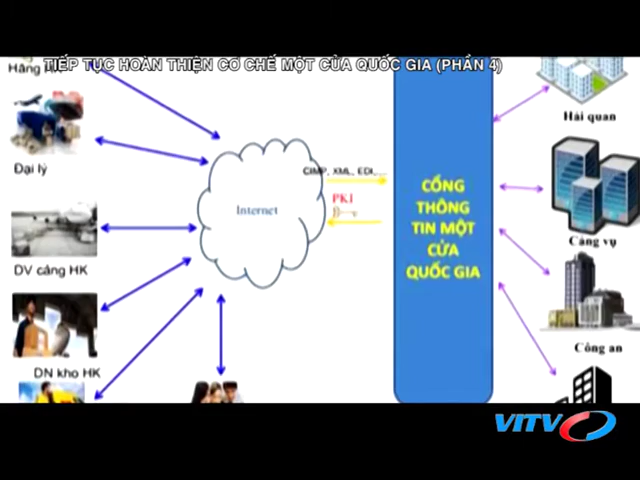 TIẾP TỤC HOÀN THIỆN CƠ CHẾ MỘT CỬA QUỐC GIA (PHẦN 4)
Hãng
Hải quan
Đại lý
CIMP, XML, EDI,...
PKI
Internet
CỔNG
THÔNG
TIN MỘT
CỬA
QUỐC GIA
Cảng vụ
DV cảng HK
Công an
DN kho HK
VITV